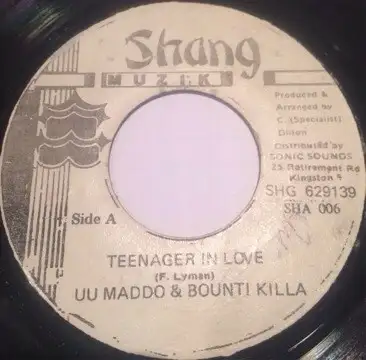 Shang
MUZIK
Produced &
Arranged by
C. (Specialist)
Dillon
Distributed by
SONIC SOUNDS
25 Retirement Rd
Kingston 5
SHG 629139
SHA 006
Side A
TEENAGER IN LOVE
(F. Lyman)
UU MADDO & BOUNTI KILLA